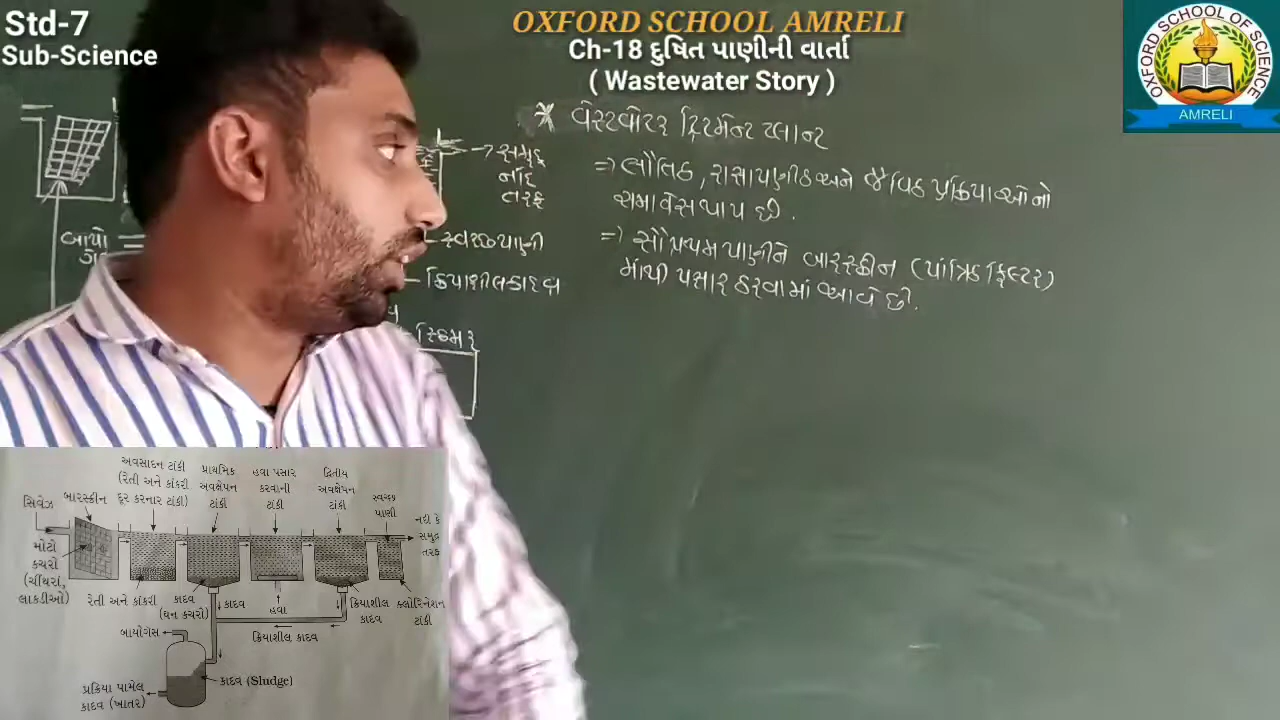 Std-7
Sub-Science
OXFORD SCHOOL AMRELI
Ch-18 દુષિત પાણીની વાર્તા
( Wastewater Story )
OXFORD SCHOOL OF SCIENCE
AMRELI
* વેસ્ટવોટર ટ્રિટમેન્ટ પ્લાન્ટ
=> ભૌતિક, રાસાયણીક અને જૈવિક પ્રક્રિયાઓનો
સમાવેસ થાય છે.
=> સૌપ્રથમ પાણીને બારસ્ક્રીન (યાંત્રિક ફિલ્ટર)
માંથી પસાર કરવામાં આવે છે.
-> સમુદ્ર
તરફ
બાયો
સ્વચ્છ પાણી
ક્રિયાશીલ કાદવ
સ્કિમર
સિવેઝ
બારસ્ક્રીન
અવસાદન ટાંકી
(રેતી અને કાંકરી
દૂર કરનાર ટાંકી)
પ્રાથમિક
અવક્ષેપન
ટાંકી
હવા પસાર
કરવાની
ટાંકી
દ્વિતીય
અવક્ષેપન
ટાંકી
સ્વચ્છ
પાણી
નદી કે
સમુદ્ર
તરફ
મોટો
કચરો
(ચીંથરાં,
લાકડીઓ)
રેતી અને કાંકરી
કાદવ
(ઘન કચરો)
કાદવ
હવા
ક્રિયાશીલ
કાદવ
ક્લોરિનેશન
ટાંકી
ક્રિયાશીલ કાદવ
બાયોગૅસ
કાદવ (Sludge)
પ્રક્રિયા પામેલ
કાદવ (ખાતર)